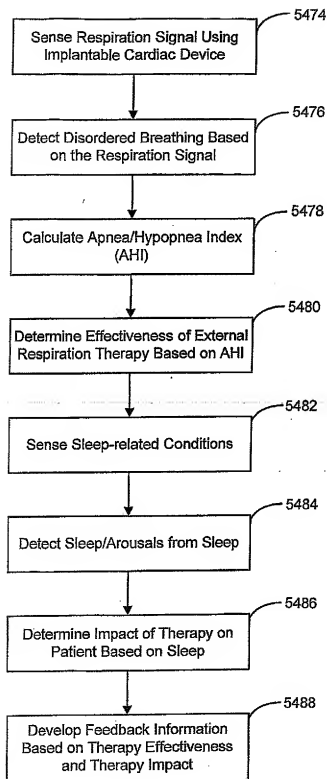 5474
Sense Respiration Signal Using
Implantable Cardiac Device
5476
Detect Disordered Breathing Based
on the Respiration Signal
5478
Calculate Apnea/Hypopnea Index
(AHI)
5480
Determine Effectiveness of External
Respiration Therapy Based on AHI
5482
Sense Sleep-related Conditions
5484
Detect Sleep/Arousals from Sleep
5486
Determine Impact of Therapy on
Patient Based on Sleep
5488
Develop Feedback Information
Based on Therapy Effectiveness
and Therapy Impact